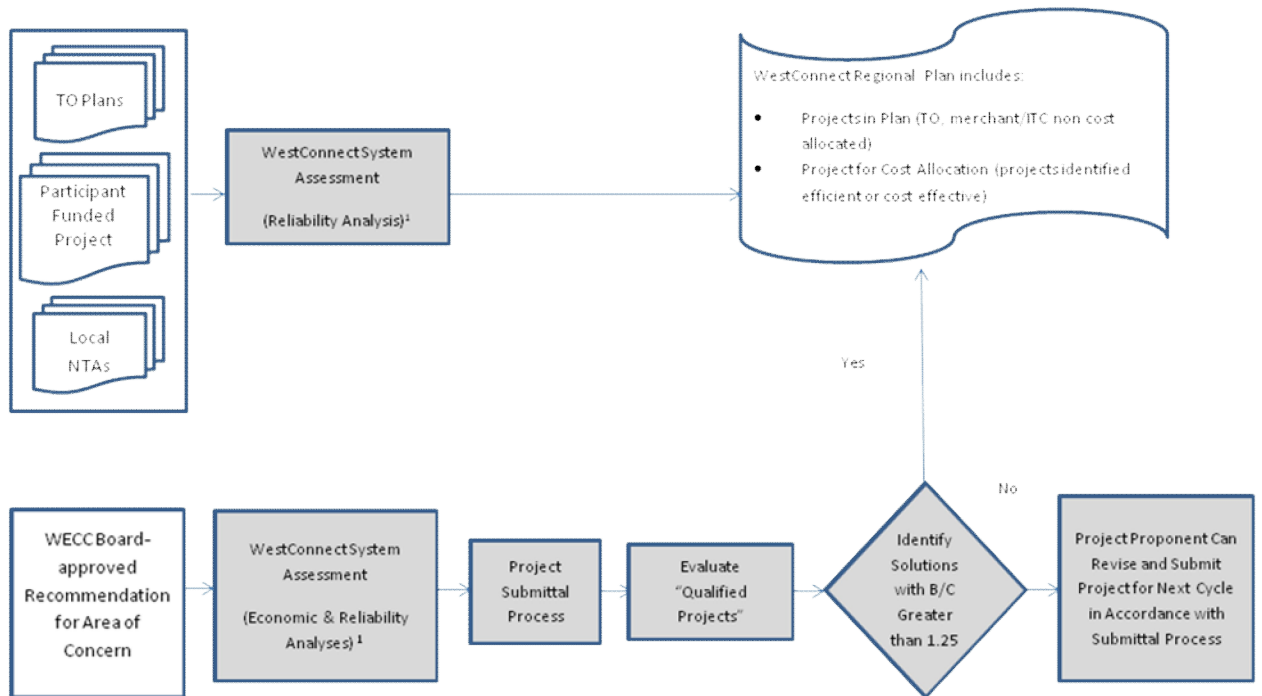 TO Plans
Participant
Funded
Project
Local
NTAs
WestConnect System
Assessment
(Reliability Analysis)¹
WestConnect Regional Plan includes:
• Projects in Plan (TO, merchant/ITC non cost
allocated)
• Project for Cost Allocation (projects identified
efficient or cost effective)
Yes
No
WECC Board-
approved
Recommendation
for Area of
Concern
WestConnect System
Assessment
(Economic & Reliability
Analyses) ¹
Project
Submittal
Process
Evaluate
“Qualified
Projects”
Identify
Solutions
with B/C
Greater
than 1.25
Project Proponent Can
Revise and Submit
Project for Next Cycle
in Accordance with
Submittal Process